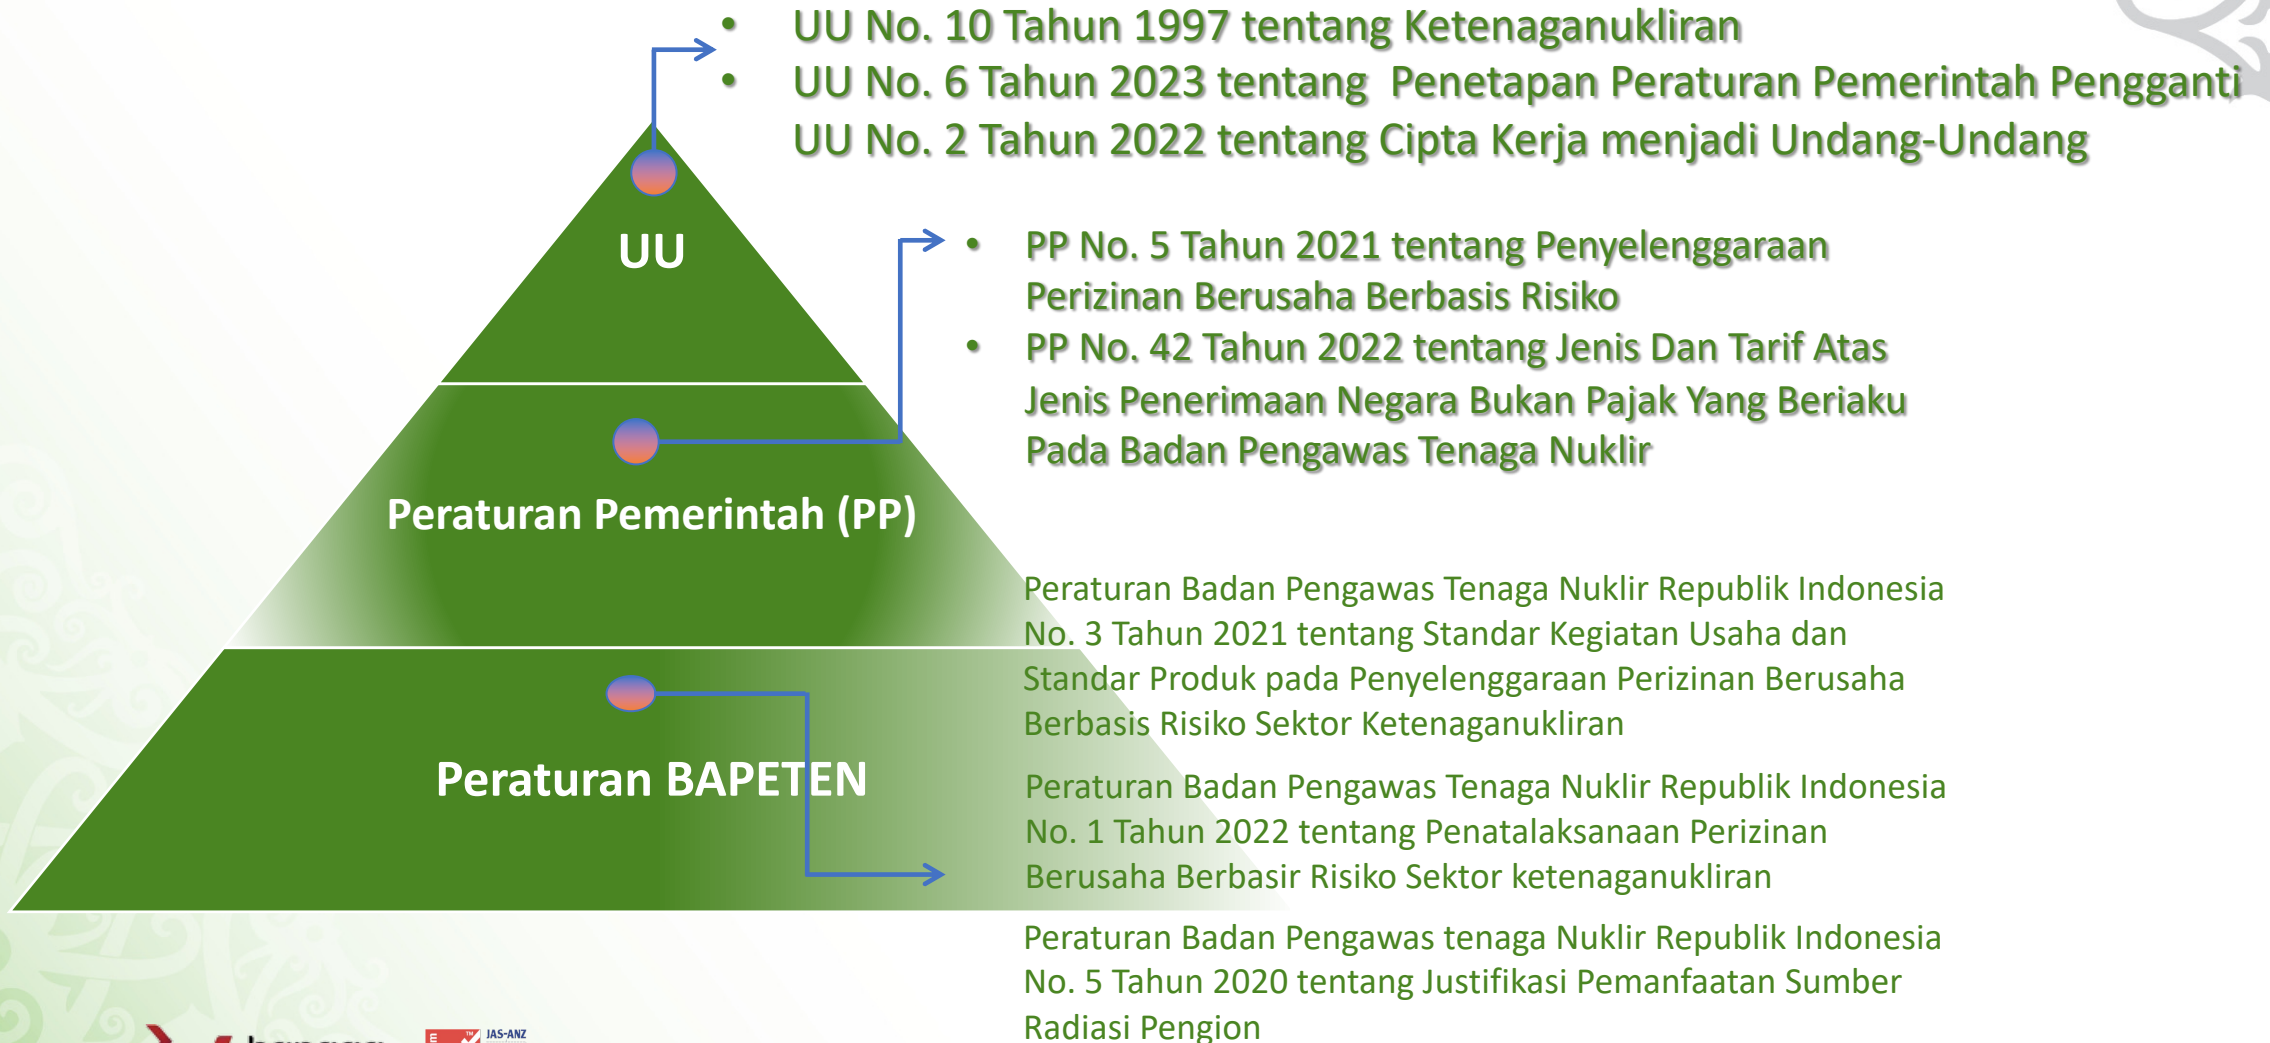 • UU No. 10 Tahun 1997 tentang Ketenaganukliran
• UU No. 6 Tahun 2023 tentang Penetapan Peraturan Pemerintah Pengganti
UU No. 2 Tahun 2022 tentang Cipta Kerja menjadi Undang-Undang
UU
• PP No. 5 Tahun 2021 tentang Penyelenggaraan
Perizinan Berusaha Berbasis Risiko
• PP No. 42 Tahun 2022 tentang Jenis Dan Tarif Atas
Jenis Penerimaan Negara Bukan Pajak Yang Beriaku
Pada Badan Pengawas Tenaga Nuklir
Peraturan Pemerintah (PP)
Peraturan Badan Pengawas Tenaga Nuklir Republik Indonesia
No. 3 Tahun 2021 tentang Standar Kegiatan Usaha dan
Standar Produk pada Penyelenggaraan Perizinan Berusaha
Berbasis Risiko Sektor Ketenaganukliran
Peraturan BAPETEN
Peraturan Badan Pengawas Tenaga Nuklir Republik Indonesia
No. 1 Tahun 2022 tentang Penatalaksanaan Perizinan
Berusaha Berbasir Risiko Sektor ketenaganukliran
Peraturan Badan Pengawas tenaga Nuklir Republik Indonesia
No. 5 Tahun 2020 tentang Justifikasi Pemanfaatan Sumber
Radiasi Pengion
JAS-ANZ